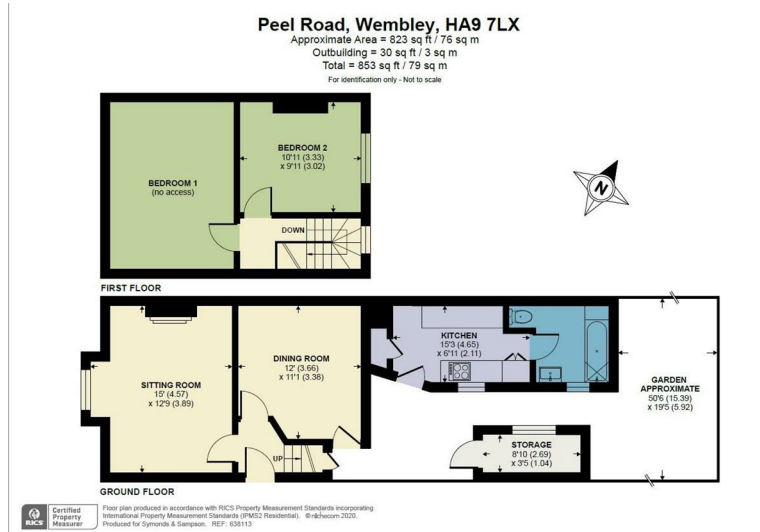 Peel Road, Wembley, HA9 7LX
Approximate Area = 823 sq ft / 76 sq m
Outbuilding = 30 sq ft / 3 sq m
Total = 853 sq ft / 79 sq m
For identification only - Not to scale
BEDROOM 2
10'11 (3.33)
x 9'11 (3.02)
BEDROOM 1
(no access)
N
DOWN
FIRST FLOOR
KITCHEN
15'3 (4.65)
x 6'11 (2.11)
DINING ROOM
12' (3.66)
x 11'1 (3.38)
SITTING ROOM
15' (4.57)
x 12'9 (3.89)
GARDEN
APPROXIMATE
50'6 (15.39)
x 19'5 (5.92)
STORAGE
8'10 (2.69)
x 3'5 (1.04)
UP
GROUND FLOOR
RICS
Certified
Property
Measurer
Floor plan produced in accordance with RICS Property Measurement Standards incorporating
International Property Measurement Standards (IPMS2 Residential). ©nichecom 2020.
Produced for Symonds & Sampson. REF: 638113